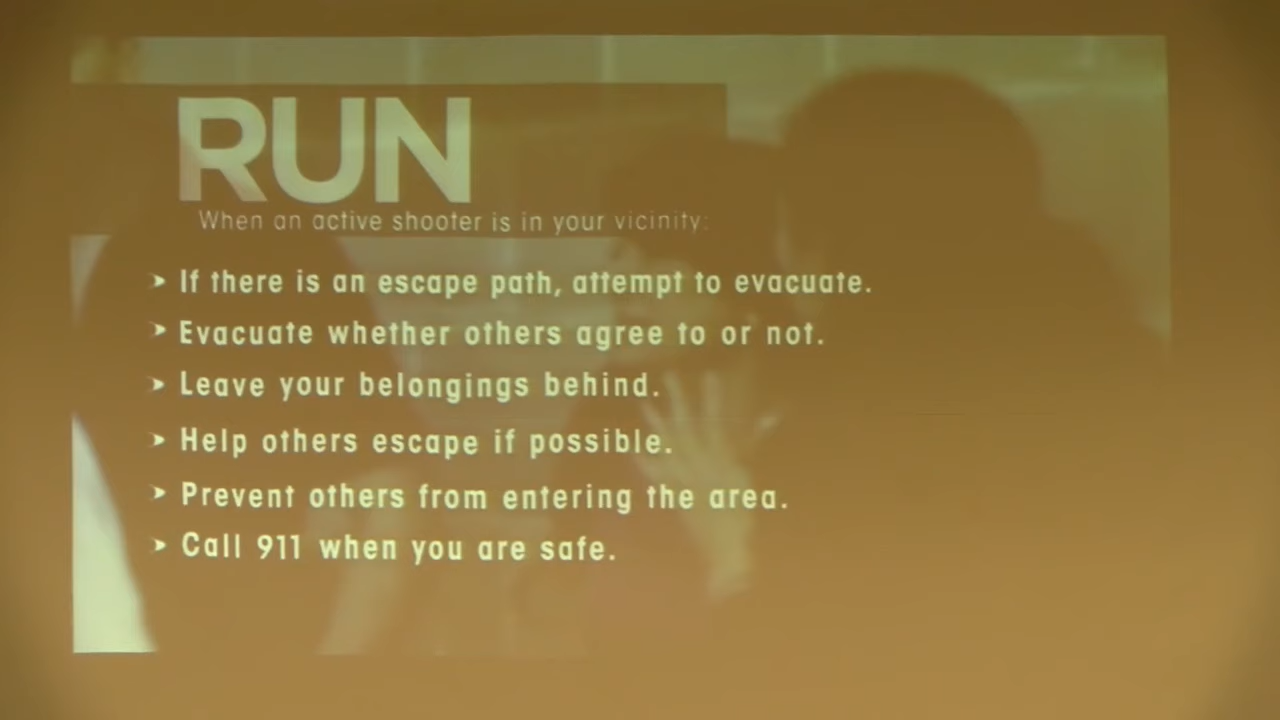 RUN
When an active shooter is in your vicinity:
➢ If there is an escape path, attempt to evacuate.
➢ Evacuate whether others agree to or not.
➢ Leave your belongings behind.
➢ Help others escape if possible.
➢ Prevent others from entering the area.
➢ Call 911 when you are safe.